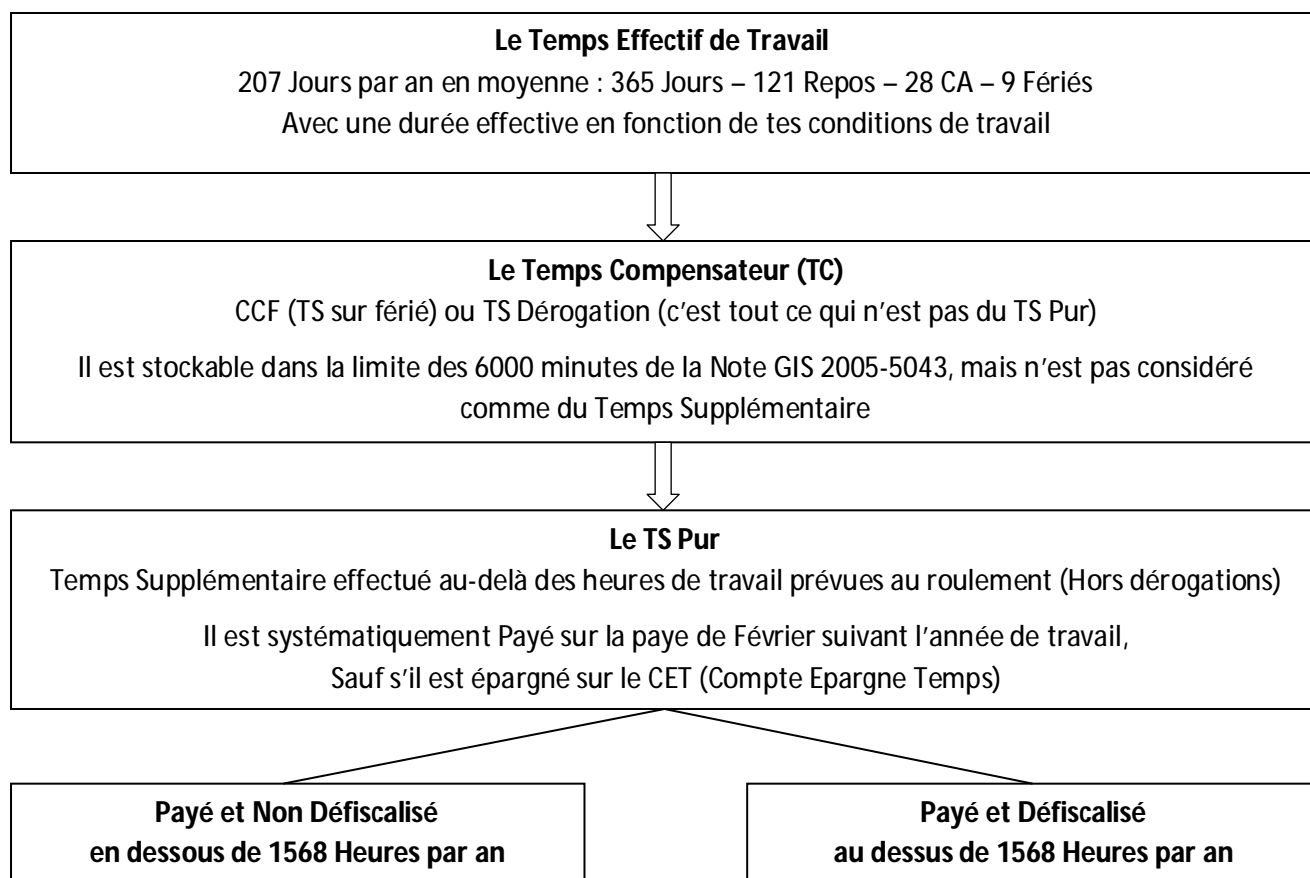 Le Temps Effectif de Travail
207 Jours par an en moyenne : 365 Jours – 121 Repos – 28 CA – 9 Fériés
Avec une durée effective en fonction de tes conditions de travail
Le Temps Compensateur (TC)
CCF (TS sur férié) ou TS Dérogation (c'est tout ce qui n'est pas du TS Pur)
Il est stockable dans la limite des 6000 minutes de la Note GIS 2005-5043, mais n'est pas considéré
comme du Temps Supplémentaire
Le TS Pur
Temps Supplémentaire effectué au-delà des heures de travail prévues au roulement (Hors dérogations)
Il est systématiquement Payé sur la paye de Février suivant l'année de travail,
Sauf s'il est épargné sur le CET (Compte Epargne Temps)
Payé et Non Défiscalisé
en dessous de 1568 Heures par an
Payé et Défiscalisé
au dessus de 1568 Heures par an